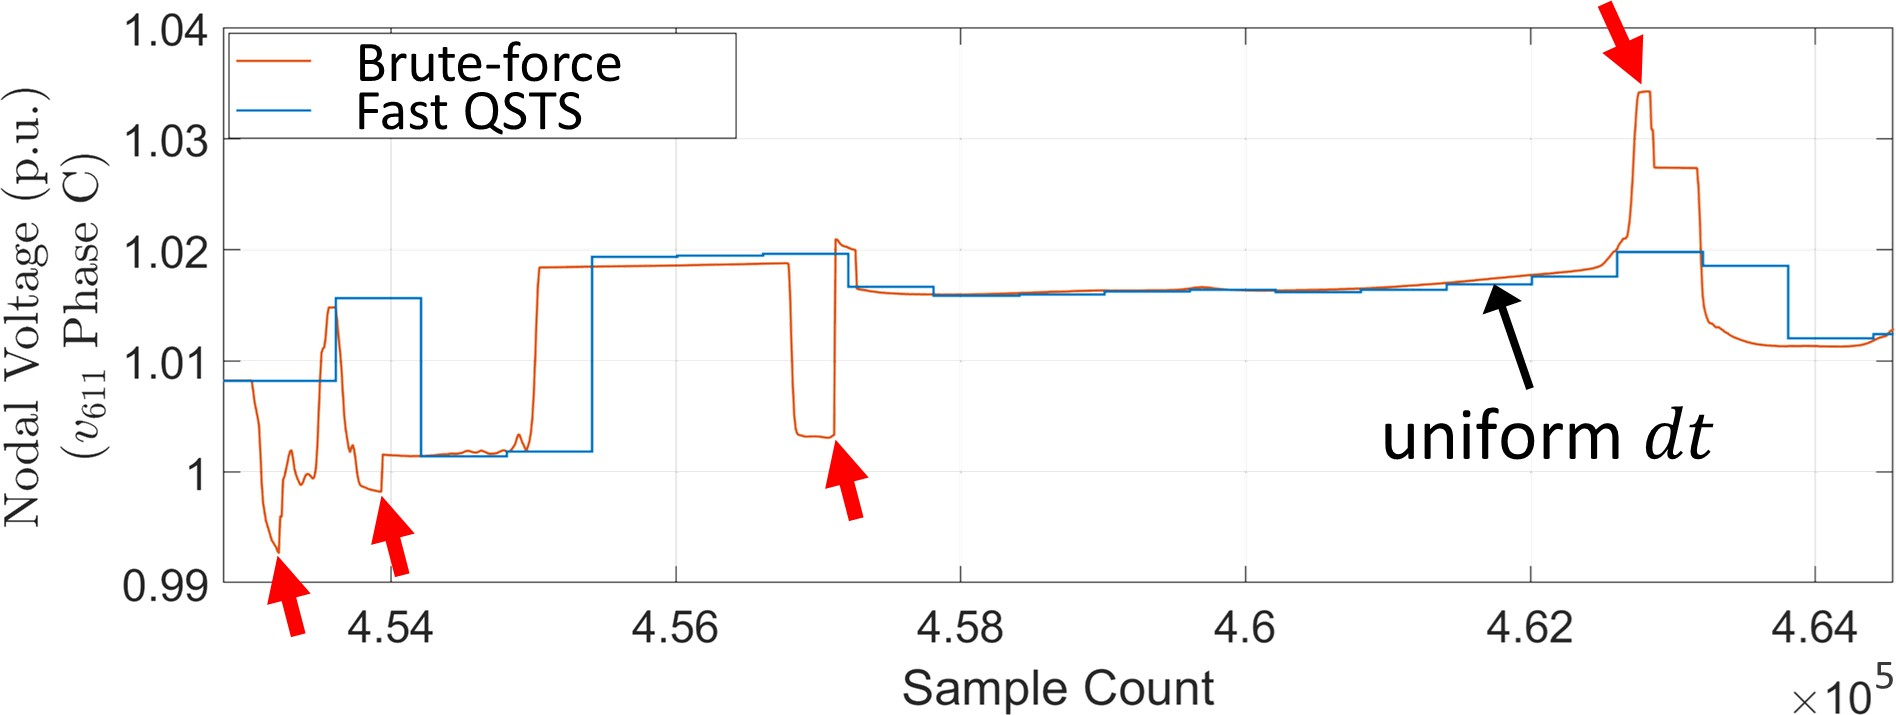 1.04
1.03
1.02
1.01
1
0.99
Nodal Voltage (p.u.)
(v611 Phase C)
Brute-force
Fast QSTS
uniform dt
4.54 4.56 4.58 4.6 4.62 4.64
Sample Count
×10^5